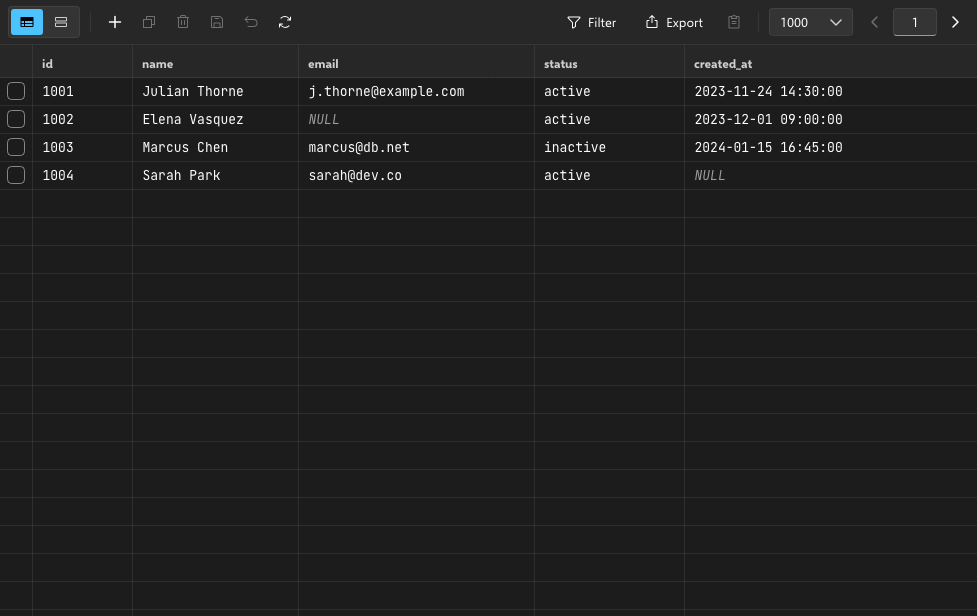 Filter Export 1000 1
id name email status created_at
1001 Julian Thorne j.thorne@example.com active 2023-11-24 14:30:00
1002 Elena Vasquez NULL active 2023-12-01 09:00:00
1003 Marcus Chen marcus@db.net inactive 2024-01-15 16:45:00
1004 Sarah Park sarah@dev.co active NULL